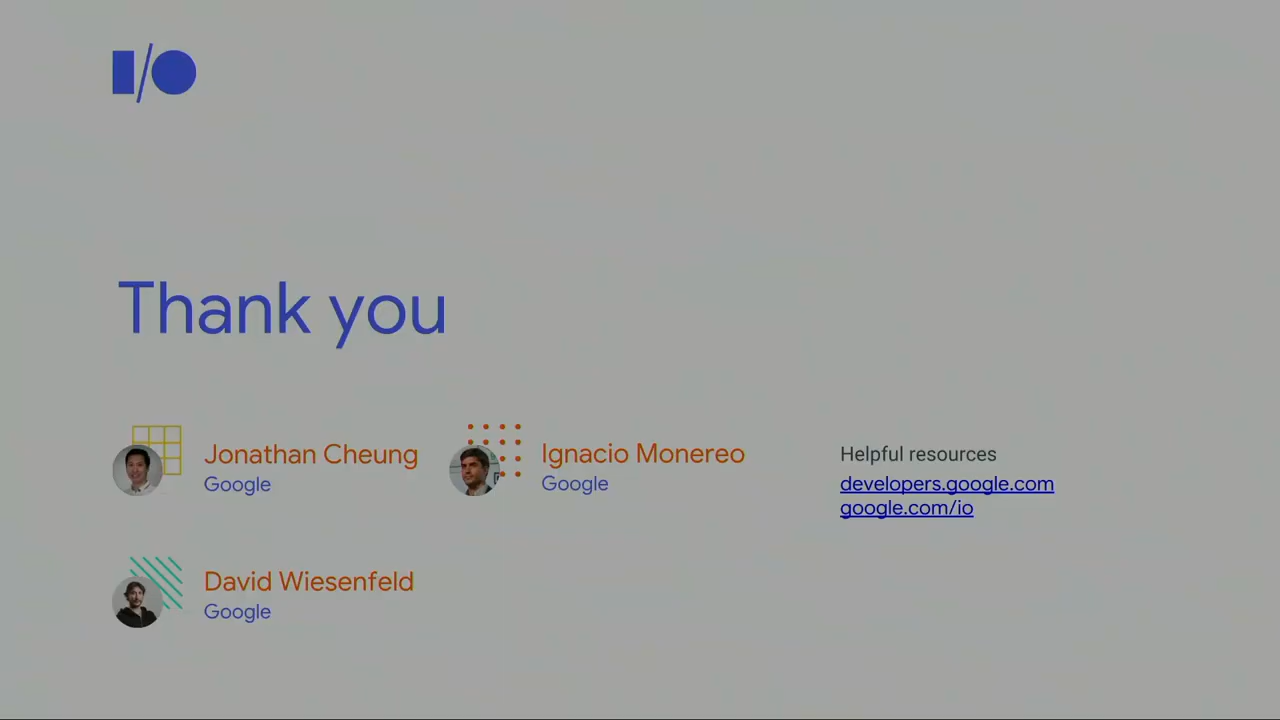 I/O
Thank you
Jonathan Cheung
Google
Ignacio Monereo
Google
Helpful resources
developers.google.com
google.com/io
David Wiesenfeld
Google